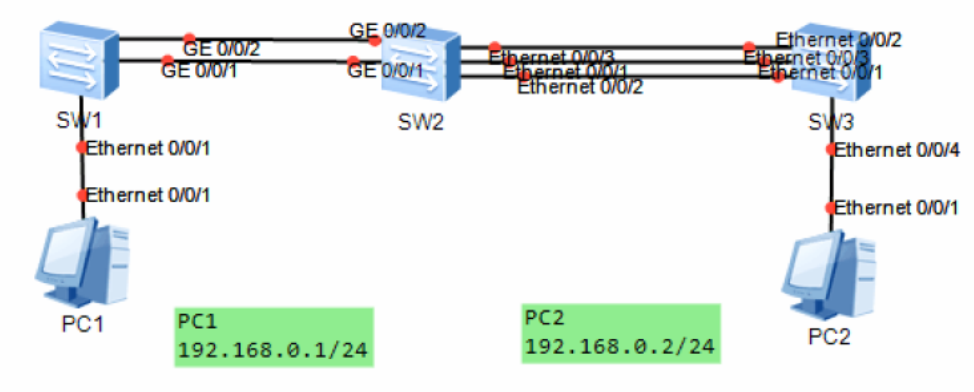 GE 0/0/2
GE 0/0/2
GE 0/0/1
GE 0/0/1
Ethernet 0/0/3
Ethernet 0/0/1
Ethernet 0/0/2
Ethernet 0/0/2
Ethernet 0/0/3
Ethernet 0/0/1
SW1
SW2
SW3
Ethernet 0/0/1
Ethernet 0/0/4
Ethernet 0/0/1
Ethernet 0/0/1
PC1
PC2
PC1
192.168.0.1/24
PC2
192.168.0.2/24